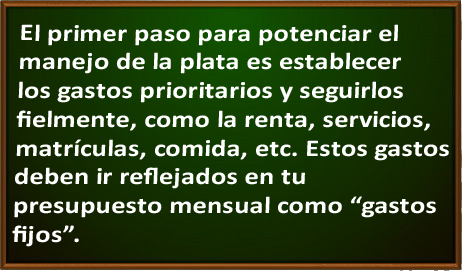 El primer paso para potenciar el
manejo de la plata es establecer
los gastos prioritarios y seguirlos
fielmente, como la renta, servicios,
matrículas, comida, etc. Estos gastos
deben ir reflejados en tu
presupuesto mensual como “gastos
fijos”.